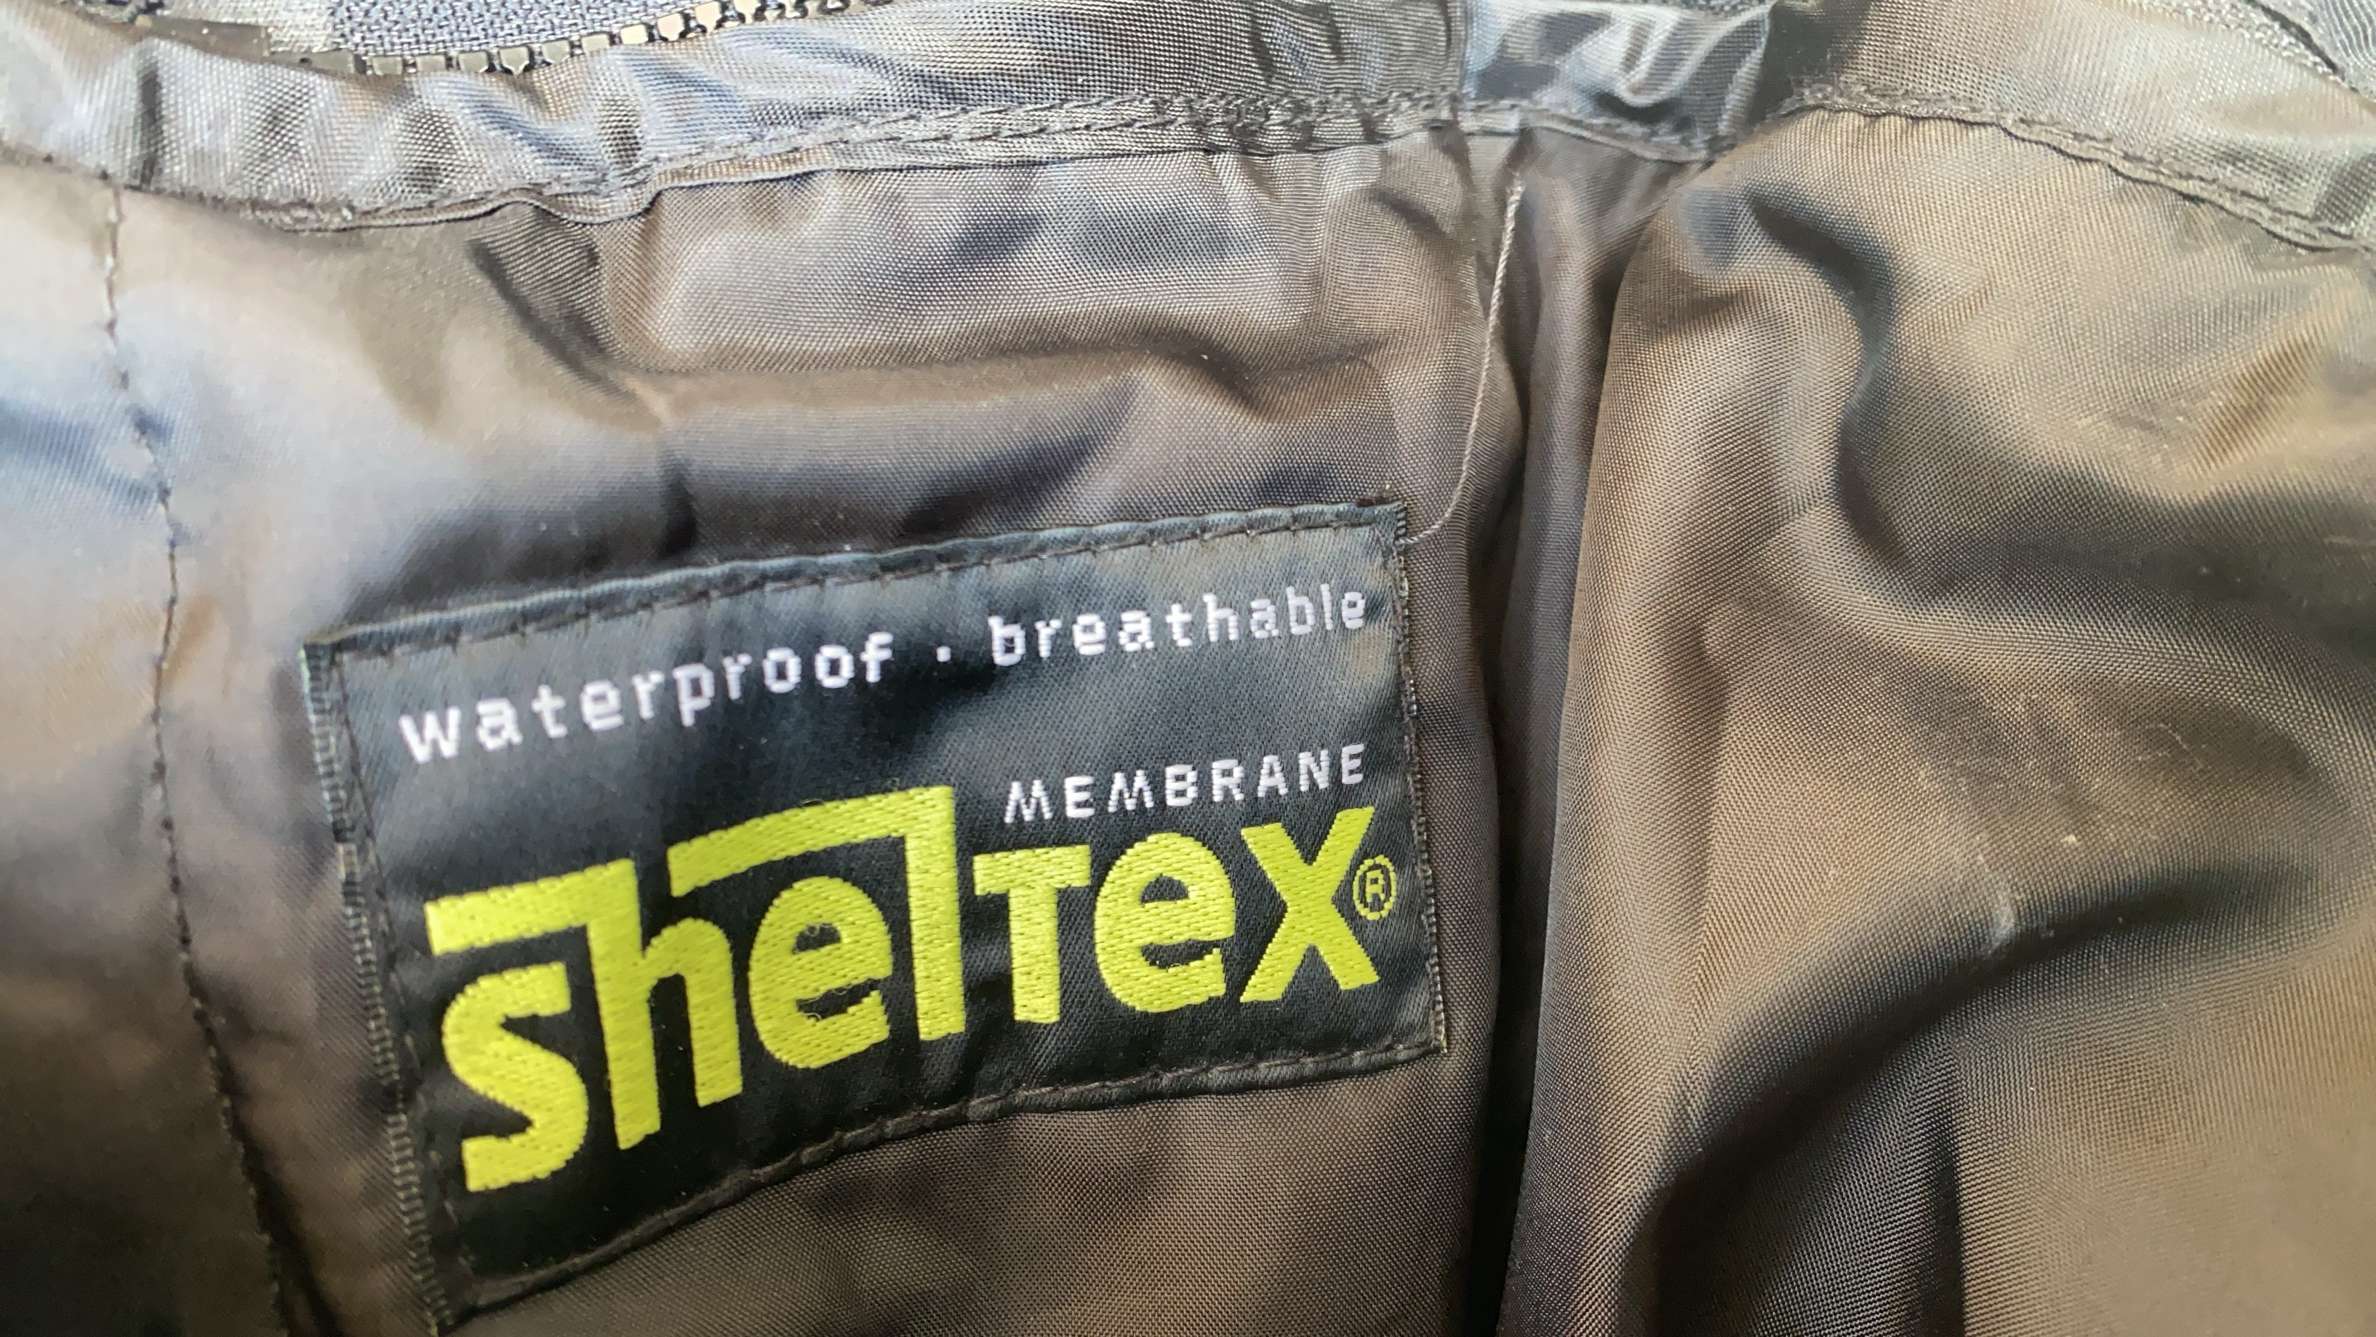 waterproof · breathable
MEMBRANE
shelTex®